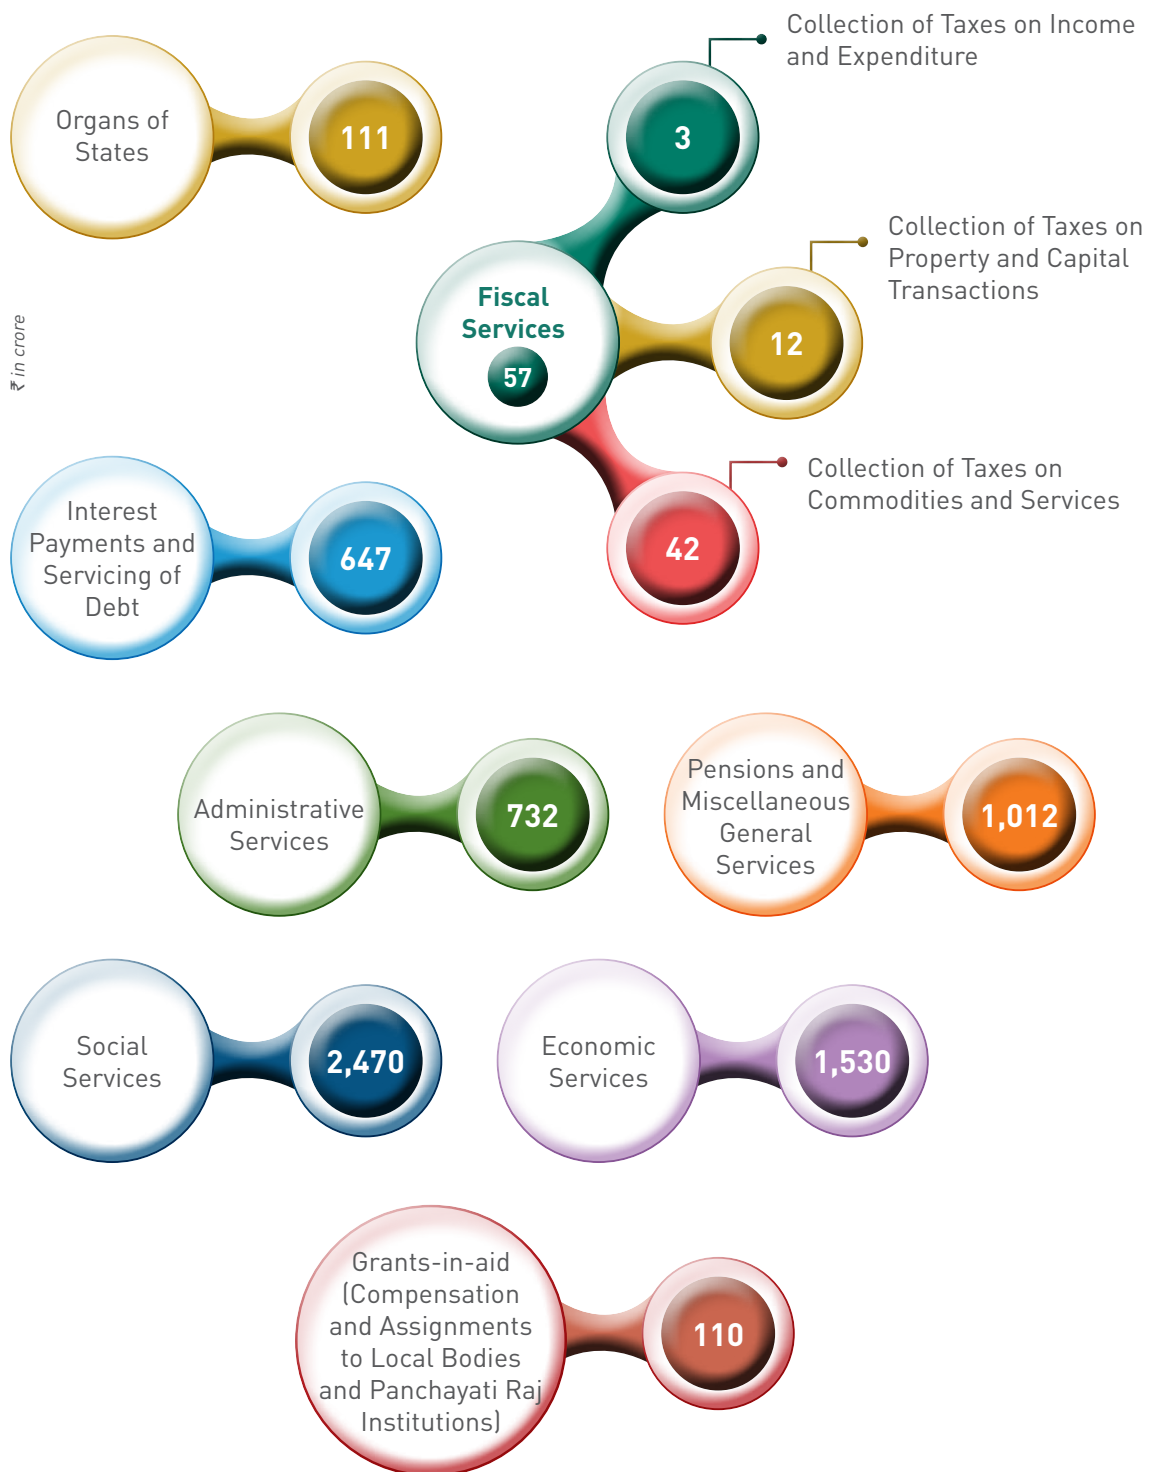 Organs of
States
111
Collection of Taxes on Income
and Expenditure
3
Collection of Taxes on
Property and Capital
Transactions
12
Fiscal
Services
57
Collection of Taxes on
Commodities and Services
42
₹ in crore
Interest
Payments and
Servicing of
Debt
647
Administrative
Services
732
Pensions and
Miscellaneous
General
Services
1,012
Social
Services
2,470
Economic
Services
1,530
Grants-in-aid
(Compensation
and Assignments
to Local Bodies
and Panchayati Raj
Institutions)
110